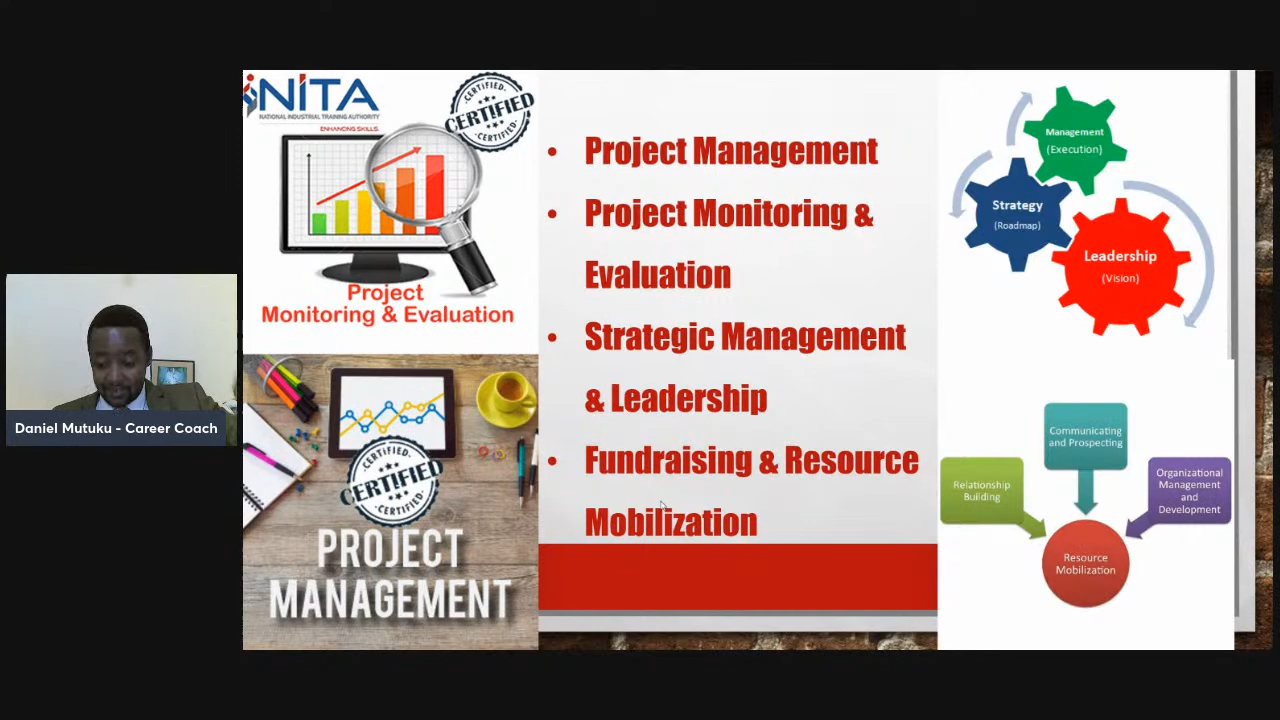 NITA
NATIONAL INDUSTRIAL TRAINING AUTHORITY
ENHANCING SKILLS.
CERTIFIED
CERTIFIED
CERTIFIED
Project
Monitoring & Evaluation
CERTIFIED
CERTIFIED
CERTIFIED
PROJECT
MANAGEMENT
• Project Management
• Project Monitoring &
Evaluation
• Strategic Management
& Leadership
• Fundraising & Resource
Mobilization
Management
(Execution)
Strategy
(Roadmap)
Leadership
(Vision)
Communicating
and Prospecting
Relationship
Building
Organizational
Management
and
Development
Resource
Mobilization
Daniel Mutuku - Career Coach